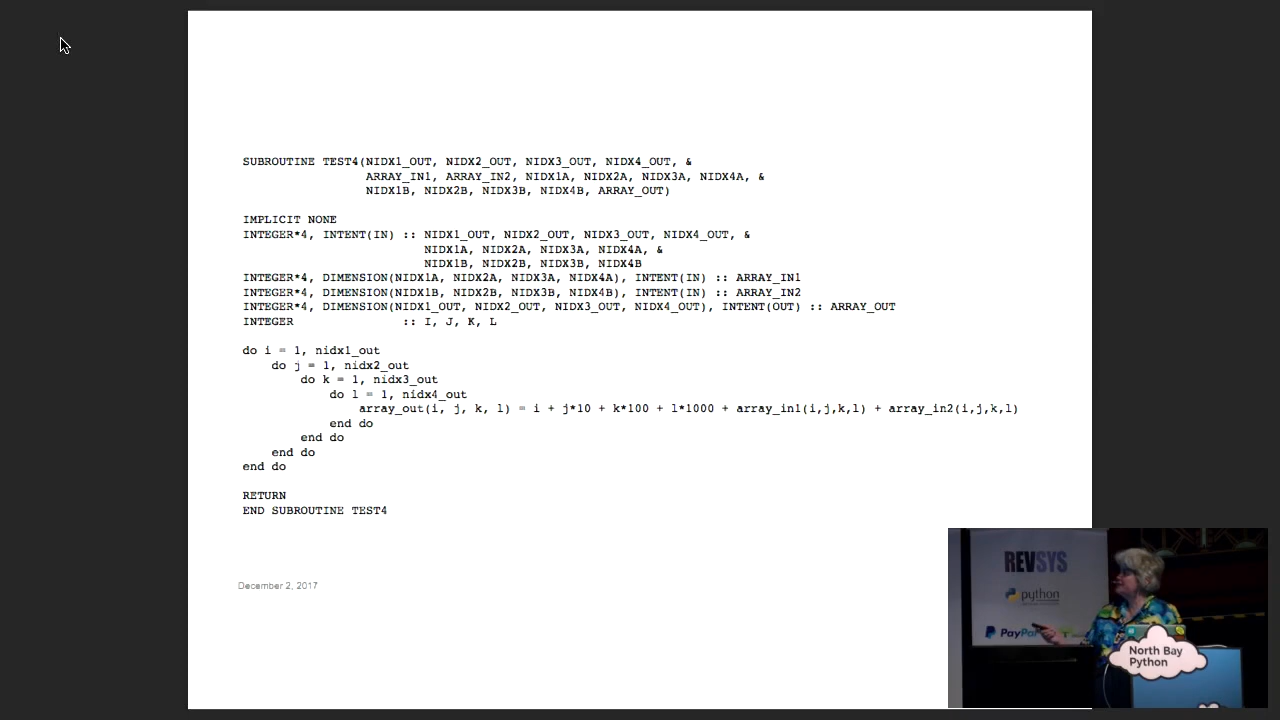 SUBROUTINE TEST4(NIDX1_OUT, NIDX2_OUT, NIDX3_OUT, NIDX4_OUT, &
ARRAY_IN1, ARRAY_IN2, NIDX1A, NIDX2A, NIDX3A, NIDX4A, &
NIDX1B, NIDX2B, NIDX3B, NIDX4B, ARRAY_OUT)
IMPLICIT NONE
INTEGER*4, INTENT(IN) :: NIDX1_OUT, NIDX2_OUT, NIDX3_OUT, NIDX4_OUT, &
NIDX1A, NIDX2A, NIDX3A, NIDX4A, &
NIDX1B, NIDX2B, NIDX3B, NIDX4B
INTEGER*4, DIMENSION(NIDX1A, NIDX2A, NIDX3A, NIDX4A), INTENT(IN) :: ARRAY_IN1
INTEGER*4, DIMENSION(NIDX1B, NIDX2B, NIDX3B, NIDX4B), INTENT(IN) :: ARRAY_IN2
INTEGER*4, DIMENSION(NIDX1_OUT, NIDX2_OUT, NIDX3_OUT, NIDX4_OUT), INTENT(OUT) :: ARRAY_OUT
INTEGER :: I, J, K, L
do i = 1, nidx1_out
do j = 1, nidx2_out
do k = 1, nidx3_out
do l = 1, nidx4_out
array_out(i, j, k, l) = i + j*10 + k*100 + l*1000 + array_in1(i,j,k,l) + array_in2(i,j,k,l)
end do
end do
end do
end do
RETURN
END SUBROUTINE TEST4
December 2, 2017
REVSYS
python
PayPal
North Bay
Python